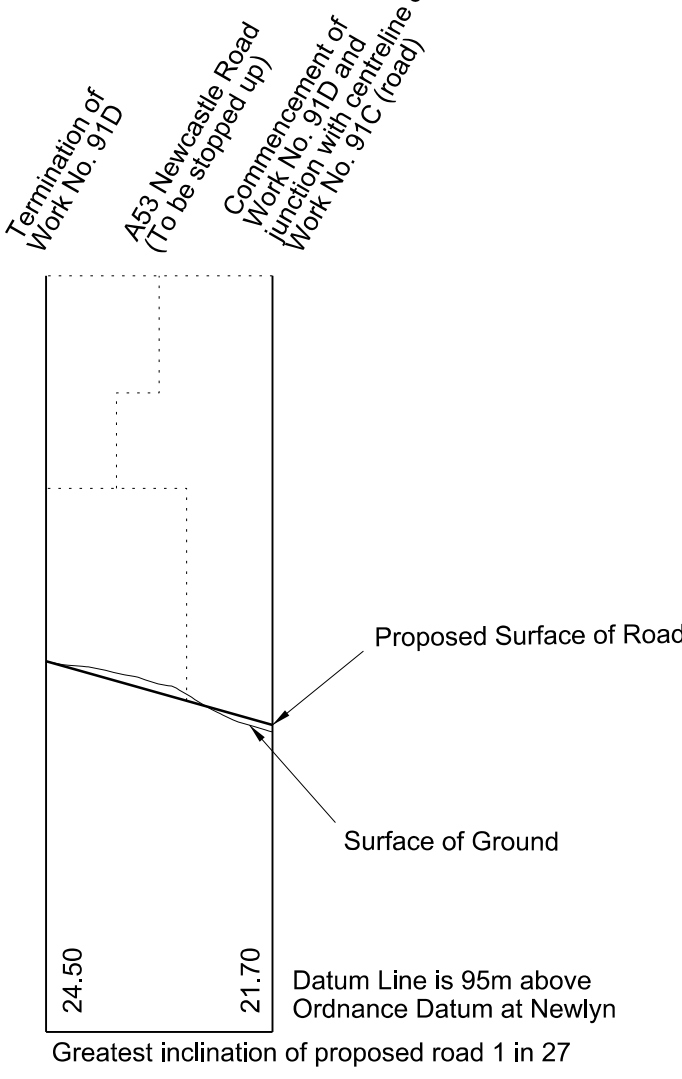 Termination of
Work No. 91D
A53 Newcastle Road
(To be stopped up)
Commencement of
Work No. 91D and
junction with centreline
Work No. 91C (road)
Proposed Surface of Road
Surface of Ground
24.50
21.70
Datum Line is 95m above
Ordnance Datum at Newlyn
Greatest inclination of proposed road 1 in 27